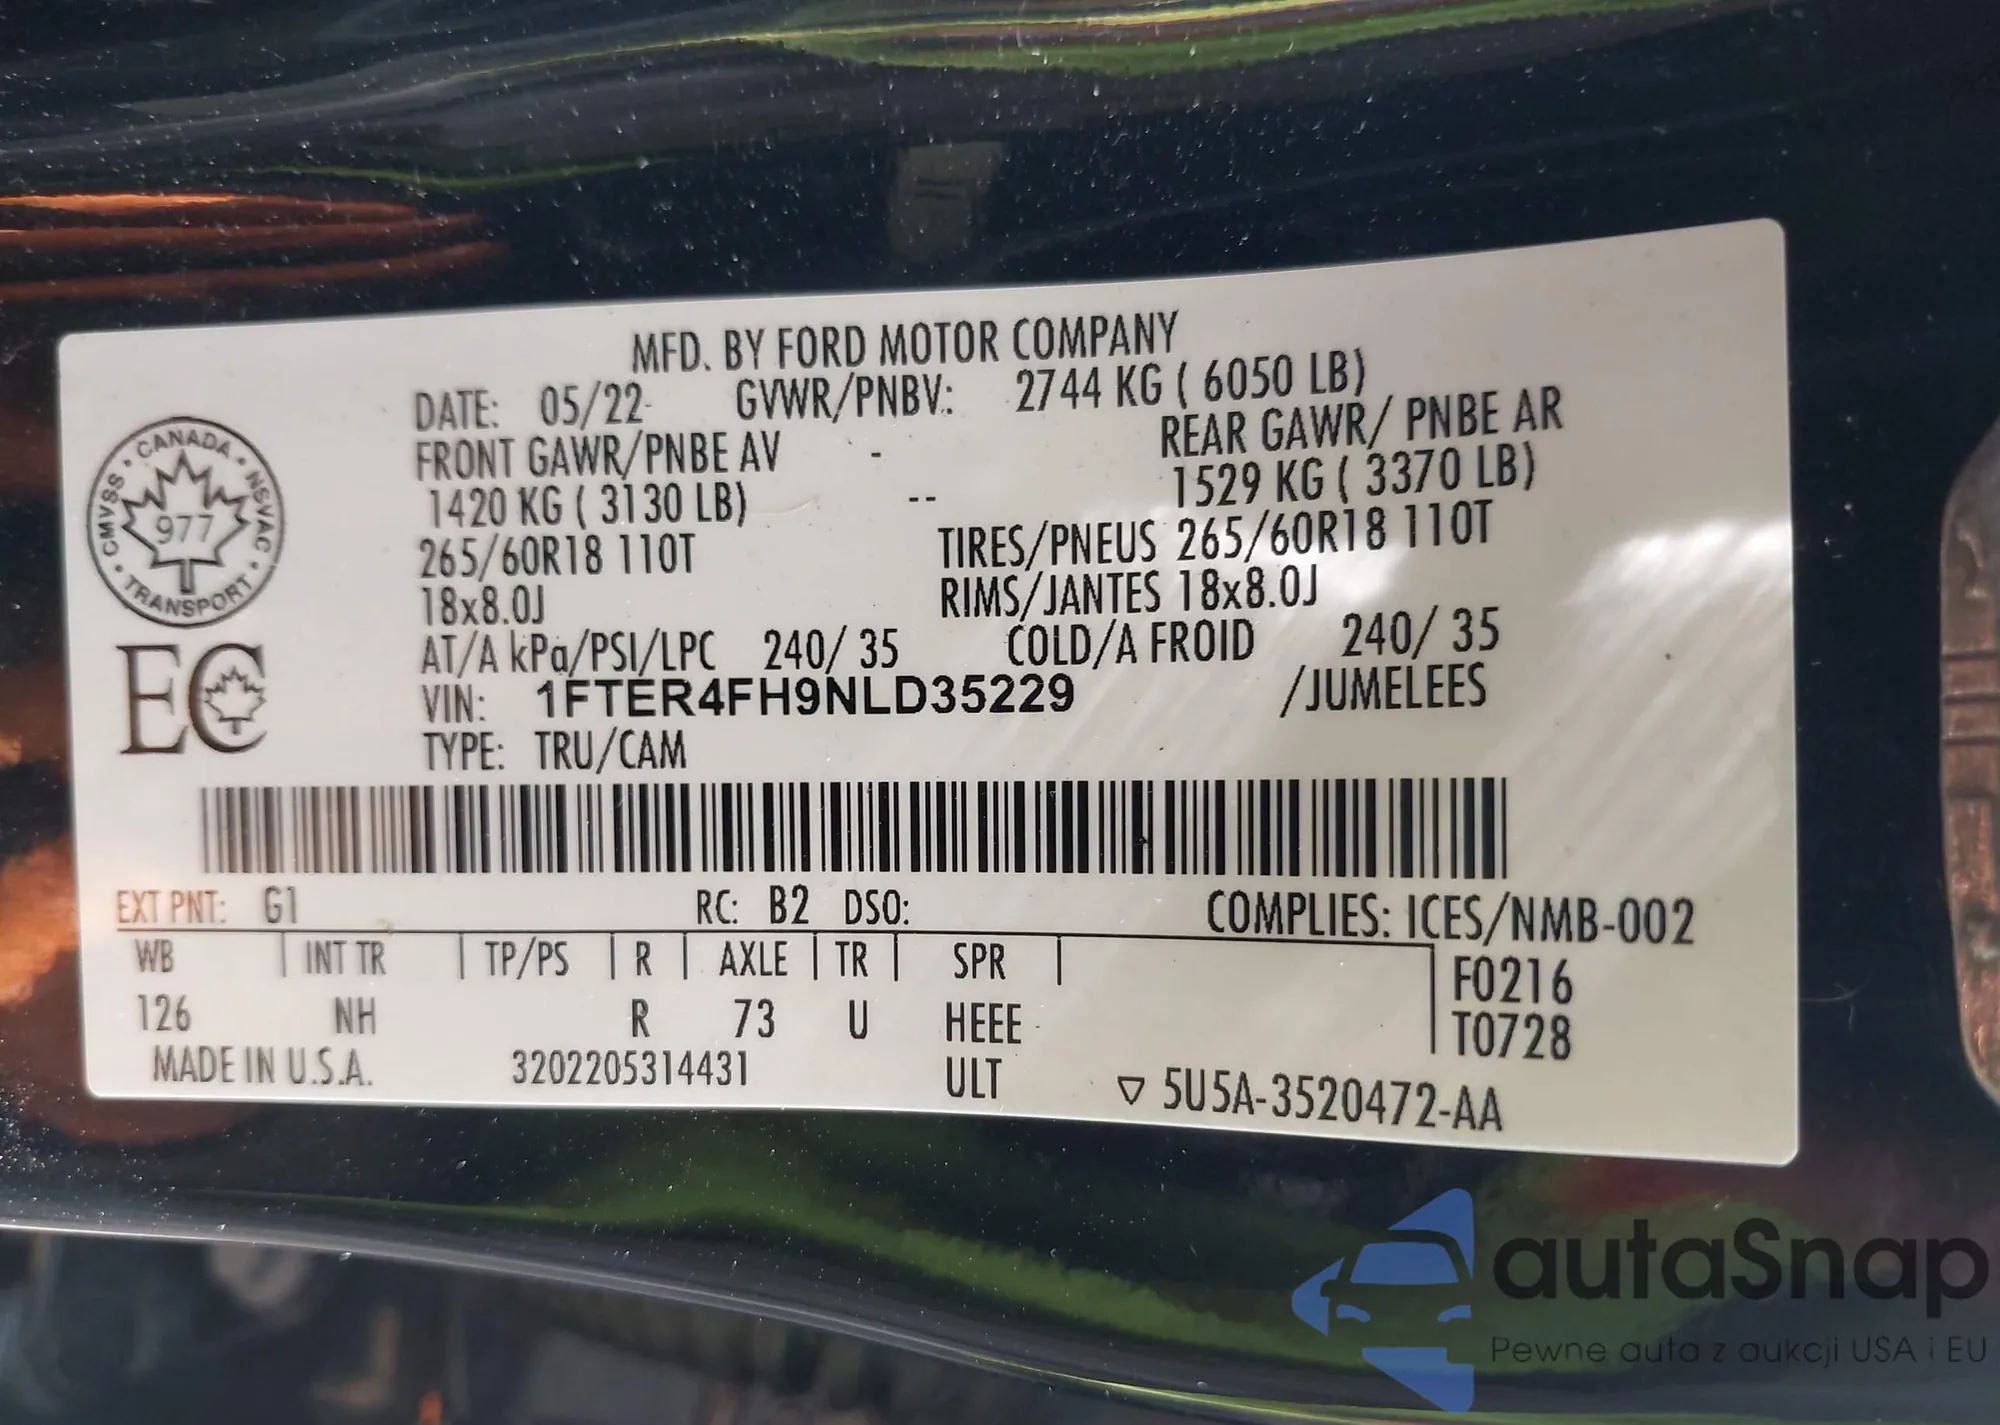 MFD. BY FORD MOTOR COMPANY
DATE: 05/22 GVWR/PNBV: 2744 KG ( 6050 LB)
FRONT GAWR/PNBE AV - REAR GAWR/ PNBE AR
1420 KG ( 3130 LB) -- 1529 KG ( 3370 LB)
265/60R18 110T TIRES/PNEUS 265/60R18 110T
18x8.0J RIMS/JANTES 18x8.0J
AT/A kPa/PSI/LPC 240/ 35 COLD/A FROID 240/ 35
VIN: 1FTER4FH9NLD35229 /JUMELEES
TYPE: TRU/CAM
CANADA · NSVAC · TRANSPORT · CMVSS ·
977
EC
EXT PNT: G1 RC: B2 DSO: COMPLIES: ICES/NMB-002
WB | INT TR | TP/PS | R | AXLE | TR | SPR | F0216
126 NH R 73 U HEEE T0728
MADE IN U.S.A. 3202205314431 ULT ▽ 5U5A-3520472-AA
autaSnap
Pewne auta z aukcji USA i EU